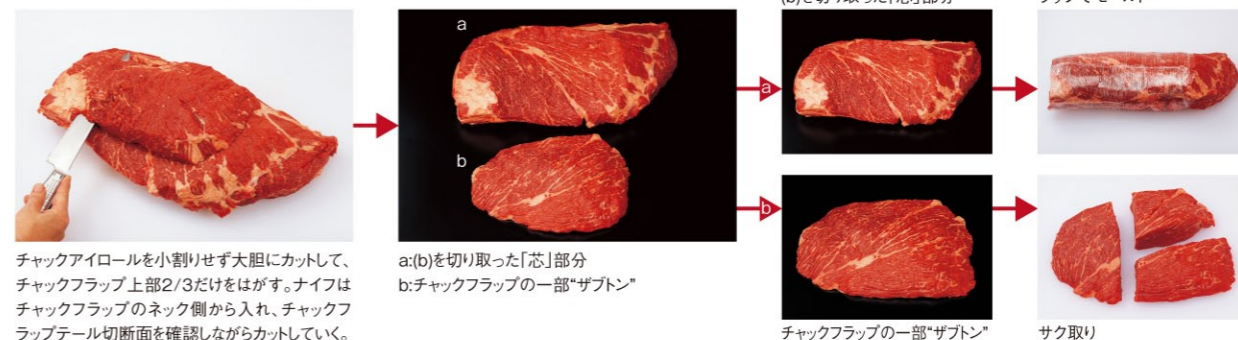 a
b
a
b
チャックアイロールを小割りせず大胆にカットして、
チャックフラップ上部2/3だけをはがす。ナイフは
チャックフラップのネック側から入れ、チャックフ
ラップテール切断面を確認しながらカットしていく。
a:(b)を切り取った「芯」部分
b:チャックフラップの一部“ザブトン”
チャックフラップの一部“ザブトン”
サク取り